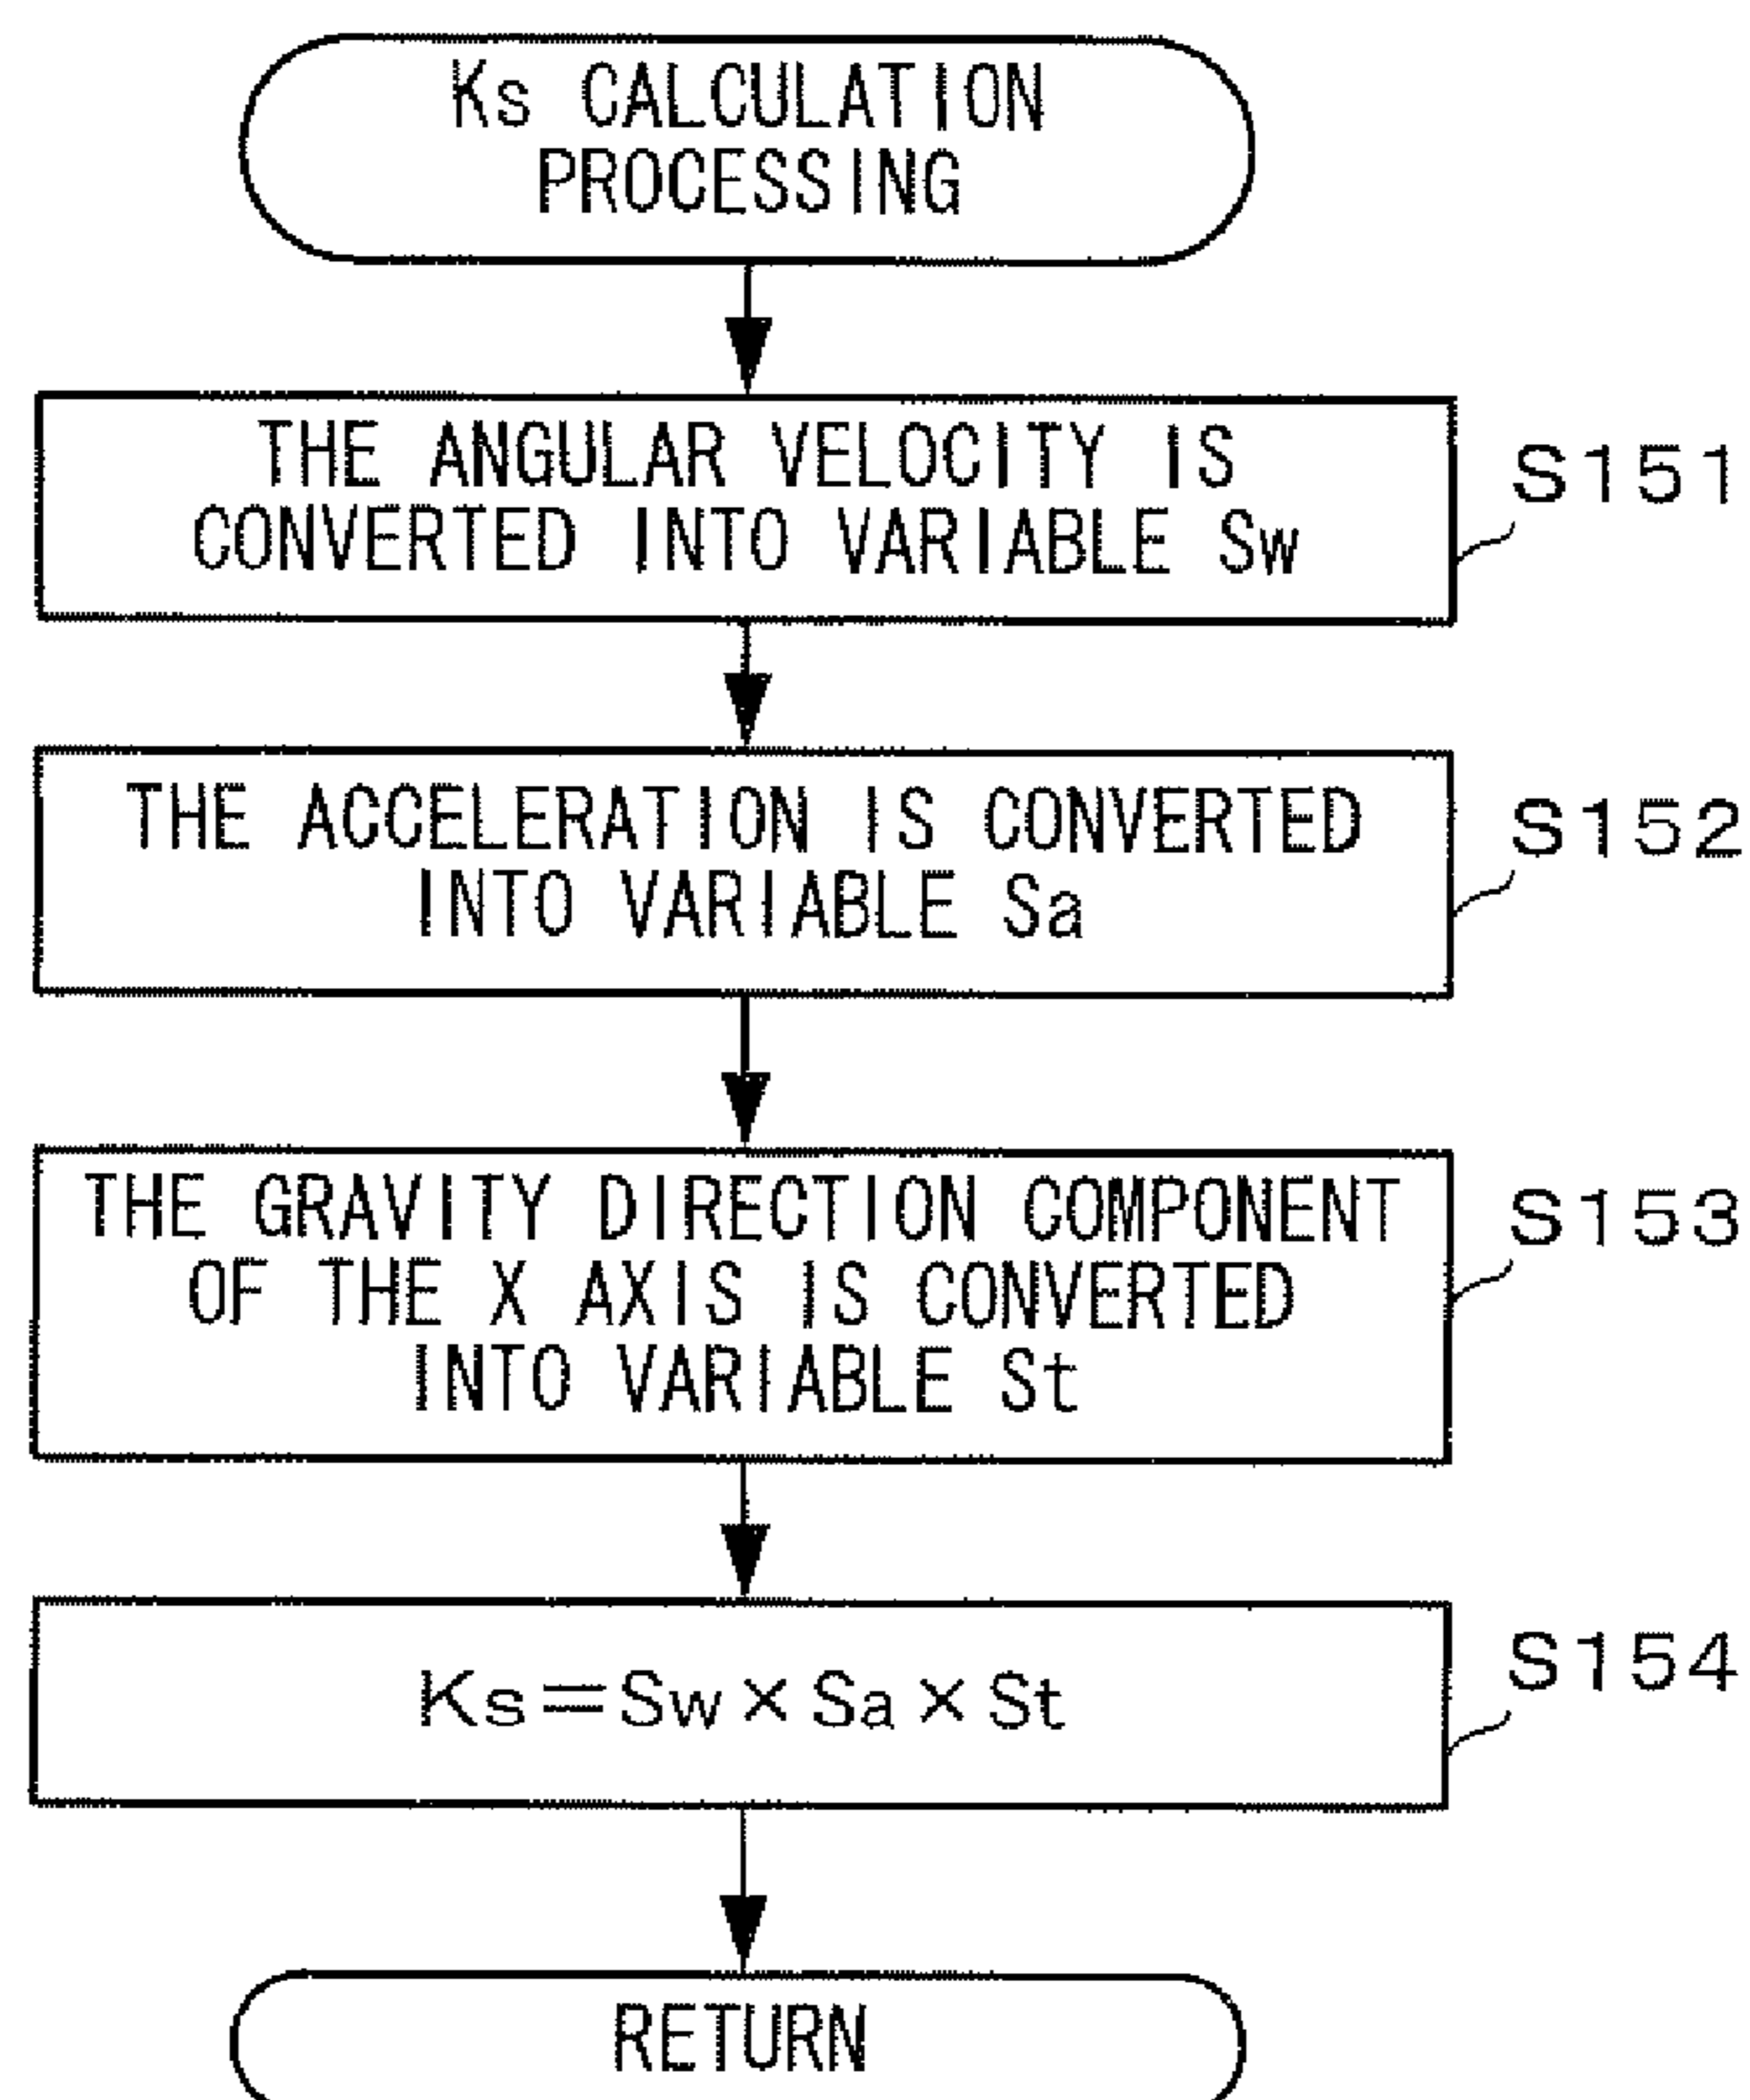 Ks CALCULATION
PROCESSING
THE ANGULAR VELOCITY IS
CONVERTED INTO VARIABLE Sw
S151
THE ACCELERATION IS CONVERTED
INTO VARIABLE Sa
S152
THE GRAVITY DIRECTION COMPONENT
OF THE X AXIS IS CONVERTED
INTO VARIABLE St
S153
Ks=Sw×Sa×St
S154
RETURN